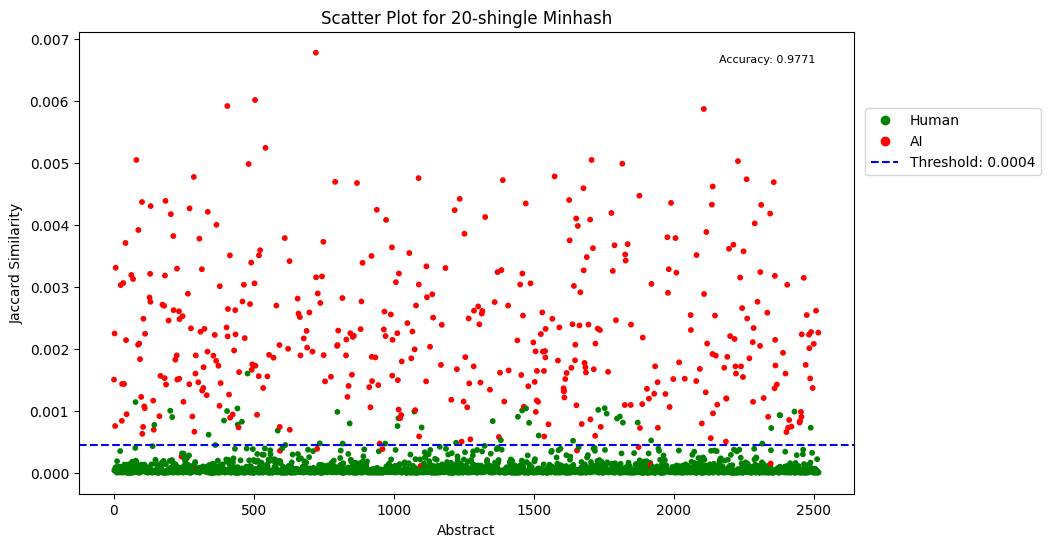 Scatter Plot for 20-shingle Minhash
Accuracy: 0.9771
Human
AI
Threshold: 0.0004
Jaccard Similarity
0.007
0.006
0.005
0.004
0.003
0.002
0.001
0.000
0 500 1000 1500 2000 2500
Abstract